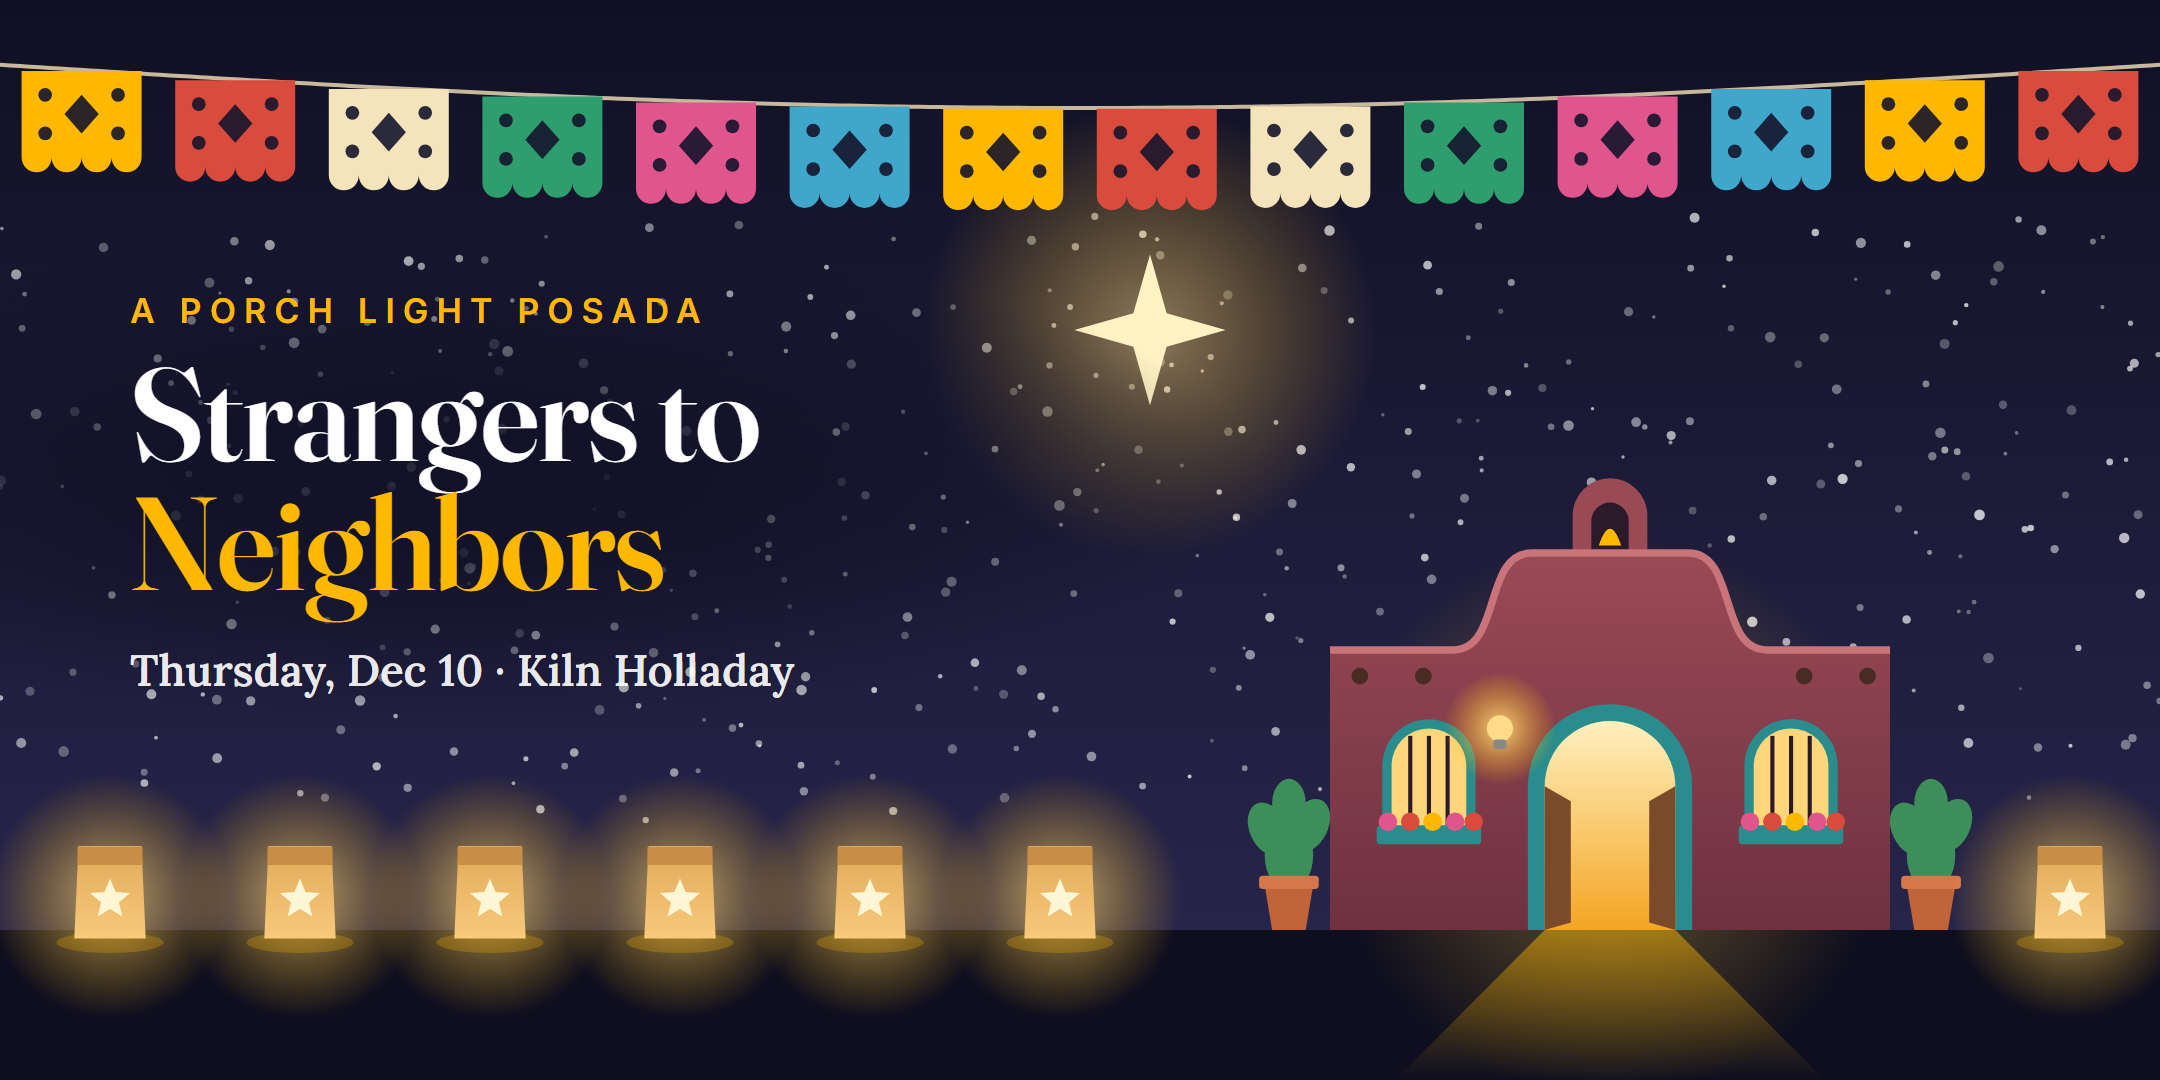 A PORCH LIGHT POSADA
Strangers to
Neighbors
Thursday, Dec 10 · Kiln Holladay